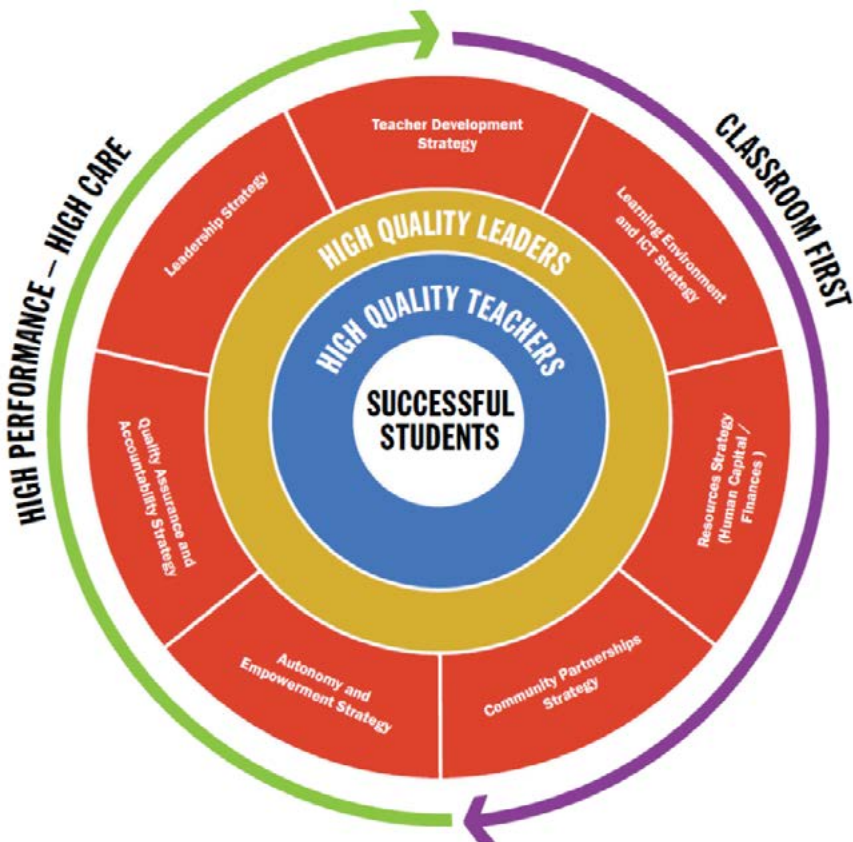 HIGH PERFORMANCE – HIGH CARE
CLASSROOM FIRST
Teacher Development
Strategy
Learning Environment
and ICT Strategy
Resources Strategy
(Human Capital /
Finances )
Community Partnerships
Strategy
Autonomy and
Empowerment Strategy
Quality Assurance and
Accountability Strategy
Leadership Strategy
HIGH QUALITY LEADERS
HIGH QUALITY TEACHERS
SUCCESSFUL
STUDENTS